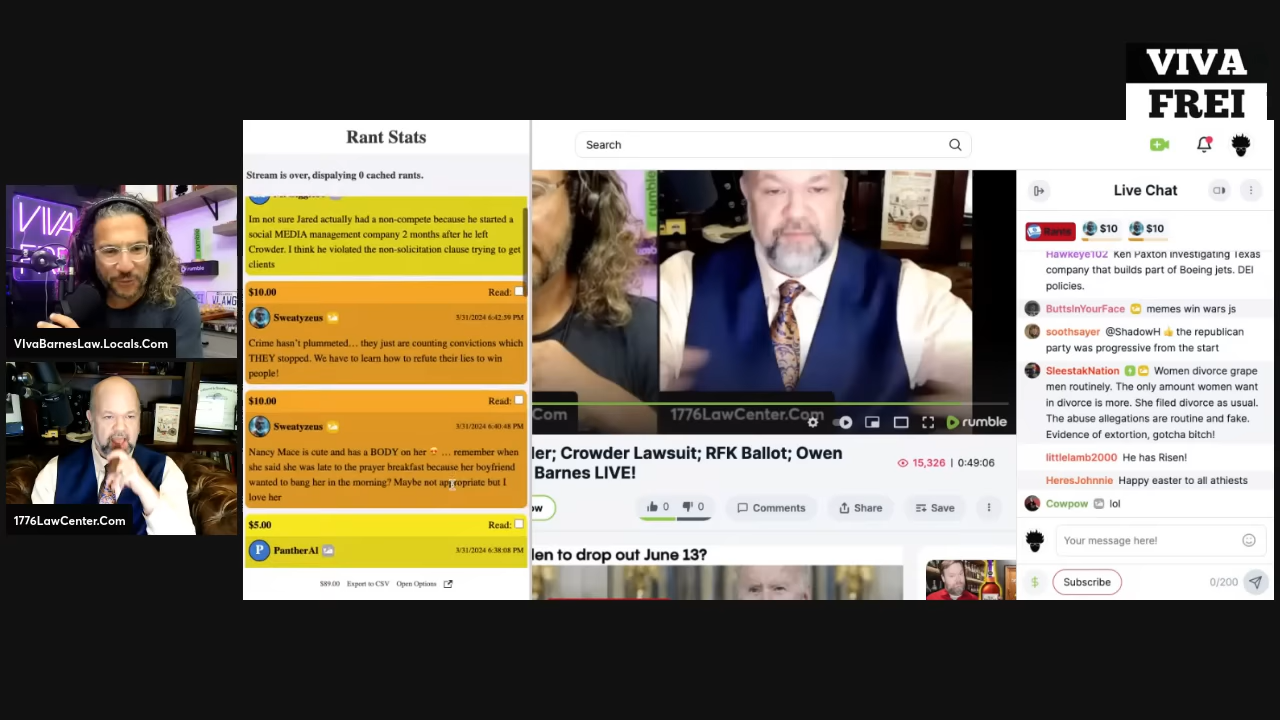 VIVA
FREI
VIVA
rumble
VIvaBarnesLaw.Locals.Com
1776LawCenter.Com
Rant Stats
Stream is over, dispalying 0 cached rants.
Im not sure Jared actually had a non-compete because he started a
social MEDIA management company 2 months after he left
Crowder. I think he violated the non-solicitation clause trying to get
clients
$10.00 Read:
Sweatyzeus 3/31/2024 6:42:59 PM
Crime hasn't plummeted… they just are counting convictions which
THEY stopped. We have to learn how to refute their lies to win
people!
$10.00 Read:
Sweatyzeus 3/31/2024 6:40:48 PM
Nancy Mace is cute and has a BODY on her 😍 … remember when
she said she was late to the prayer breakfast because her boyfriend
wanted to bang her in the morning? Maybe not appropriate but I
love her
$5.00 Read:
P PantherAI 3/31/2024 6:38:08 PM
$89.00 Export to CSV Open Options
Search
rumble
Com
1776LawCenter.Com
rumble
ler; Crowder Lawsuit; RFK Ballot; Owen
Barnes LIVE!
15,326 | 0:49:06
ow
0 0
Comments
Share
Save
len to drop out June 13?
Live Chat
Rants $10 $10
Hawkeye102 Ken Paxton investigating Texas
company that builds part of Boeing jets. DEI
policies.
ButtsInYourFace memes win wars js
soothsayer @ShadowH 👍 the republican
party was progressive from the start
SleestakNation Women divorce grape
men routinely. The only amount women want
in divorce is more. She filed divorce as usual.
The abuse allegations are routine and fake.
Evidence of extortion, gotcha bitch!
littlelamb2000 He has Risen!
HeresJohnnie Happy easter to all athiests
Cowpow lol
Your message here!
$ Subscribe 0/200